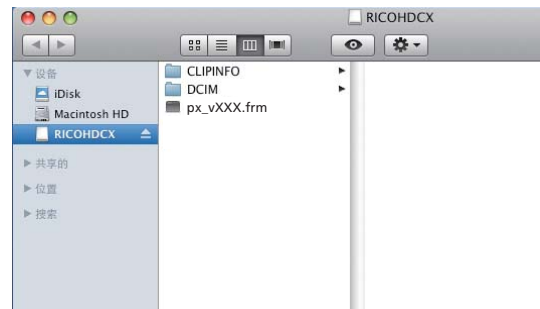 RICOHDCX
设备
iDisk
Macintosh HD
RICOHDCX
共享的
位置
搜索
CLIPINFO
DCIM
px_vXXX.frm